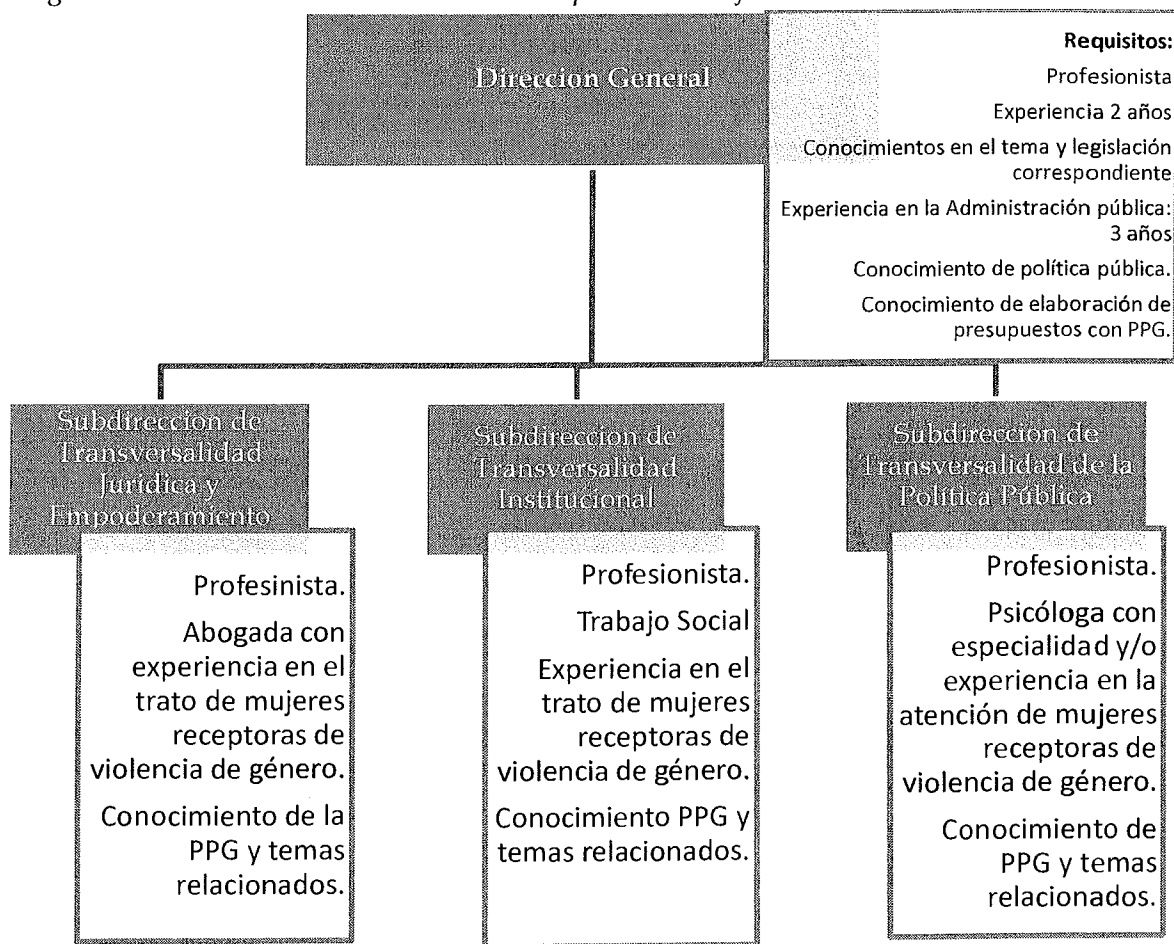 Direccion General
Requisitos:
Profesionista
Experiencia 2 años
Conocimientos en el tema y legislación
correspondiente
Experiencia en la Administración pública:
3 años
Conocimiento de política pública.
Conocimiento de elaboración de
presupuestos con PPG.
Subdireccion de
Transversalidad
Jurídica y
Empoderamiento
Profesinista.
Abogada con
experiencia en el
trato de mujeres
receptoras de
violencia de género.
Conocimiento de la
PPG y temas
relacionados.
Subdireccion de
Transversalidad
Institucional
Profesionista.
Trabajo Social
Experiencia en el
trato de mujeres
receptoras de
violencia de género.
Conocimiento PPG y
temas relacionados.
Subdireccion de
Transversalidad de la
Política Pública
Profesionista.
Psicóloga con
especialidad y/o
experiencia en la
atención de mujeres
receptoras de
violencia de género.
Conocimiento de
PPG y temas
relacionados.